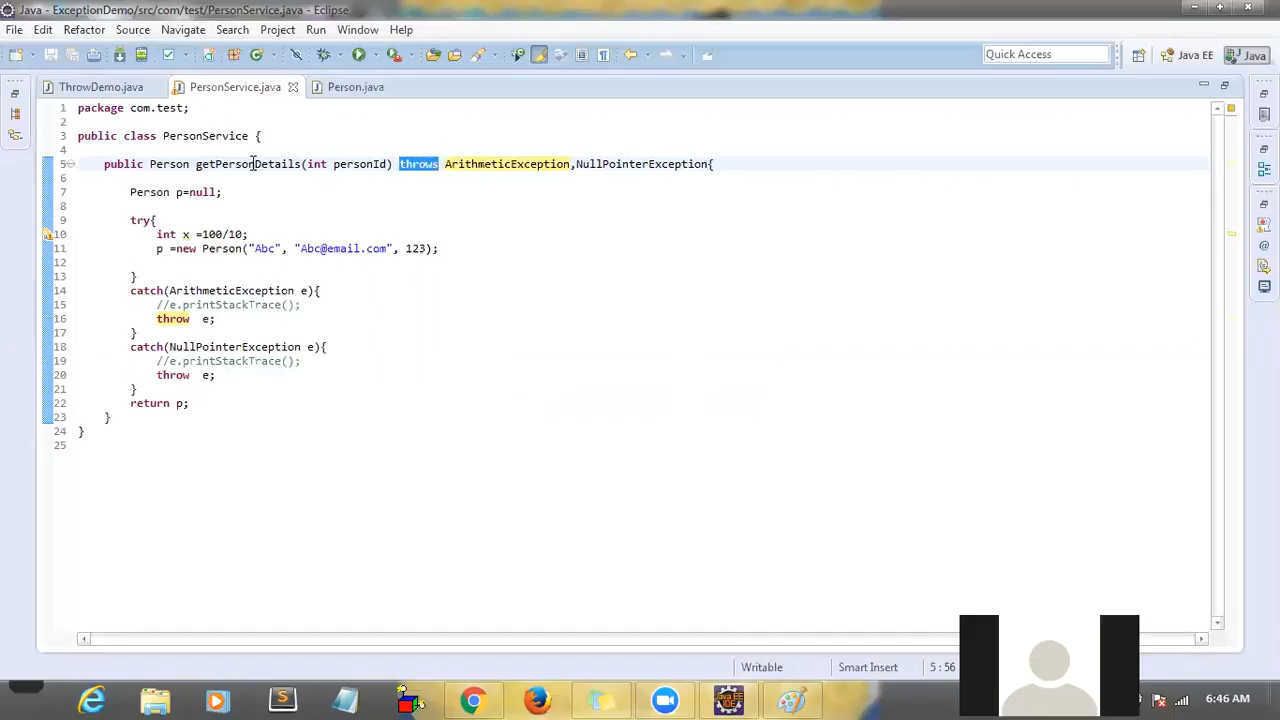 Java - ExceptionDemo/src/com/test/PersonService.java - Eclipse
File Edit Refactor Source Navigate Search Project Run Window Help
Quick Access
Java EE
Java
ThrowDemo.java
PersonService.java
Person.java
1 package com.test;
2
3 public class PersonService {
4
5 public Person getPersonDetails(int personId) throws ArithmeticException,NullPointerException{
6
7 Person p=null;
8
9 try{
10 int x =100/10;
11 p =new Person("Abc", "Abc@email.com", 123);
12
13 }
14 catch(ArithmeticException e){
15 //e.printStackTrace();
16 throw  e;
17 }
18 catch(NullPointerException e){
19 //e.printStackTrace();
20 throw  e;
21 }
22 return p;
23 }
24 }
25
Writable
Smart Insert
5 : 56
Java EE
IDE
6:46 AM